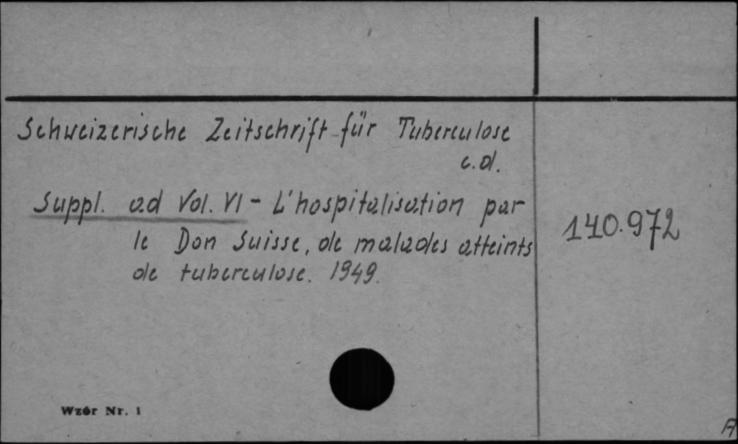 Schweizerische Zeitschrift für Tuberculose
c.d.
Suppl. ad Vol. VI - L'hospitalisation par
le Don Suisse, de malades atteints
de tuberculose. 1949.
140.972
Wzór Nr. 1
A